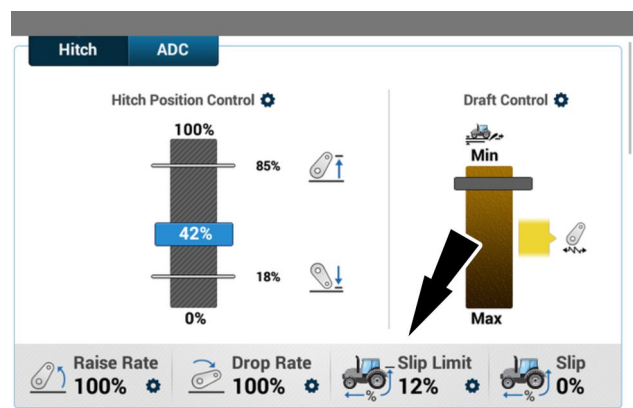 Hitch
ADC
Hitch Position Control
100%
85%
42%
18%
0%
Draft Control
Min
Max
Raise Rate
100%
Drop Rate
100%
%
Slip Limit
12%
%
Slip
0%